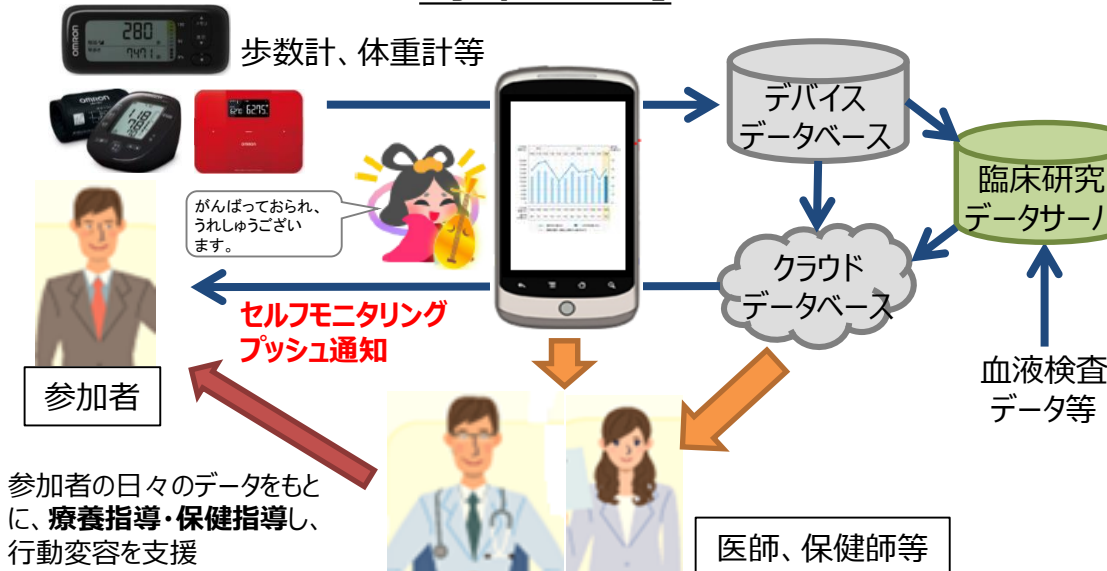 歩数計、体重計等
OMRON
280
7471
omron
6275
デバイス
データベース
臨床研究
データサー
がんばっておられ、
うれしゅうござい
ます。
クラウド
データベース
セルフモニタリング
プッシュ通知
参加者
血液検査
データ等
参加者の日々のデータをもと
に、療養指導・保健指導し、
行動変容を支援
医師、保健師等